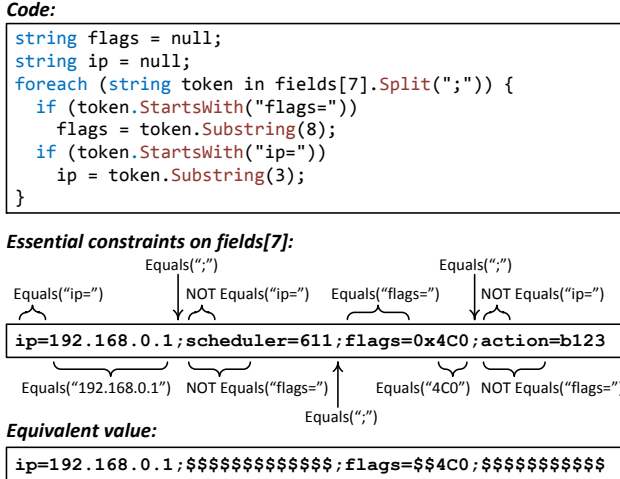 Code:
string flags = null;
string ip = null;
foreach (string token in fields[7].Split(";")) {
if (token.StartsWith("flags="))
flags = token.Substring(8);
if (token.StartsWith("ip="))
ip = token.Substring(3);
}
Essential constraints on fields[7]:
Equals(“;”) Equals(“;”)
Equals(“ip=”) NOT Equals(“ip=”) Equals(“flags=”) NOT Equals(“ip=”)
ip=192.168.0.1;scheduler=611;flags=0x4C0;action=b123
Equals(“192.168.0.1”) NOT Equals(“flags=”) Equals(“4C0”) NOT Equals(“flags=”)
Equals(“;”)
Equivalent value:
ip=192.168.0.1;$$$$$$$$$$$$$;flags=$$4C0;$$$$$$$$$$$